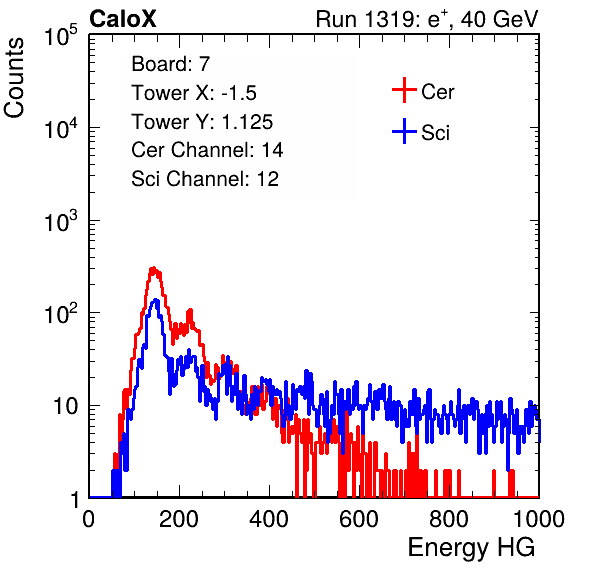 CaloX Run 1319: e⁺, 40 GeV
Counts
Board: 7
Tower X: -1.5
Tower Y: 1.125
Cer Channel: 14
Sci Channel: 12
Cer
Sci
10⁵
10⁴
10³
10²
10
1
0 200 400 600 800 1000
Energy HG